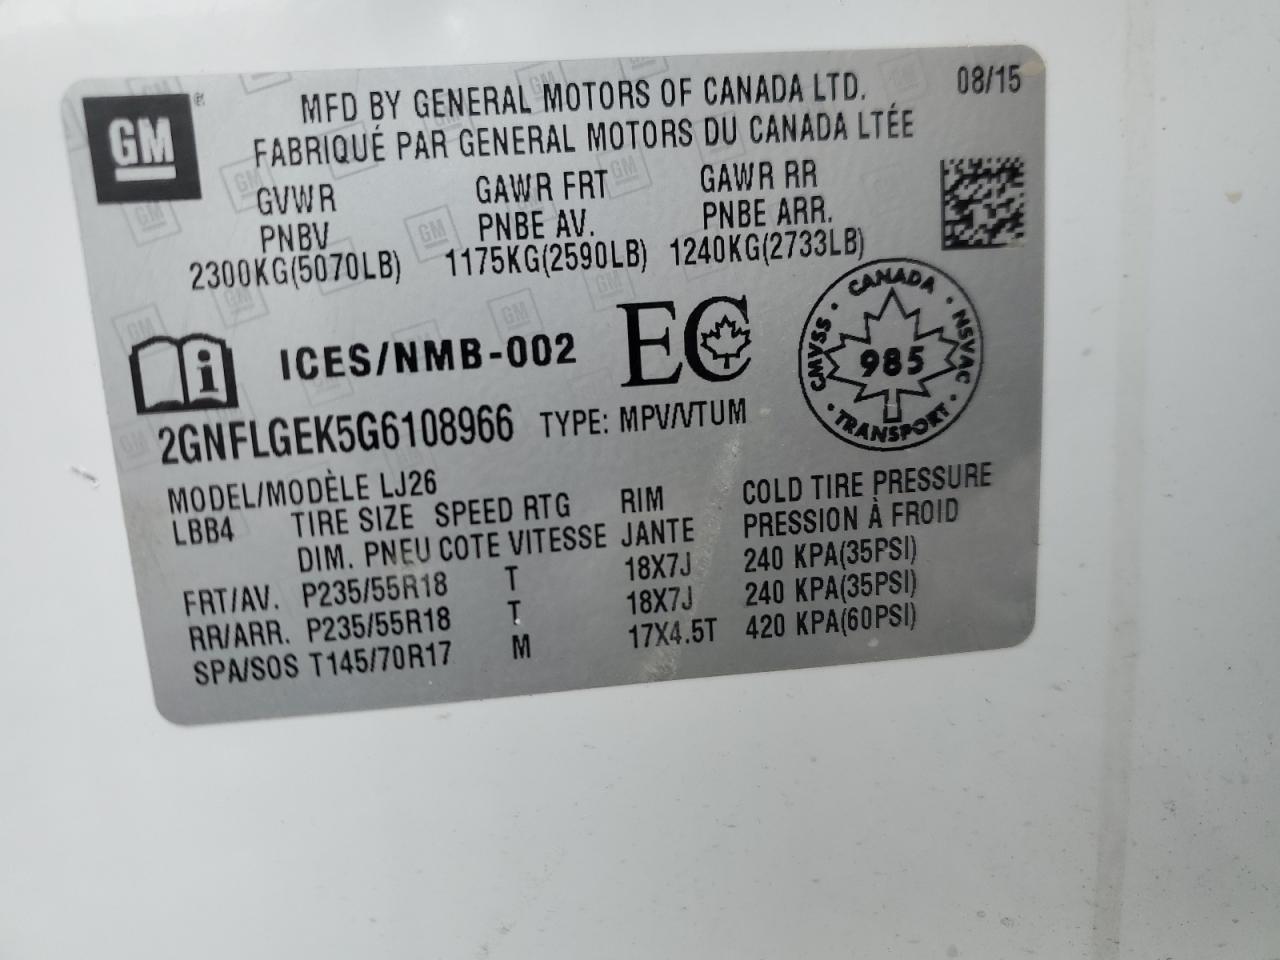 GM
MFD BY GENERAL MOTORS OF CANADA LTD.
08/15
FABRIQUÉ PAR GENERAL MOTORS DU CANADA LTÉE
GVWR GAWR FRT GAWR RR
PNBV PNBE AV. PNBE ARR.
2300KG(5070LB) 1175KG(2590LB) 1240KG(2733LB)
ICES/NMB-002 EC
CANADA
CMVSS 985 NSVAC
TRANSPORT
2GNFLGEK5G6108966 TYPE: MPV/VTUM
MODEL/MODÈLE LJ26
LBB4 TIRE SIZE SPEED RTG RIM COLD TIRE PRESSURE
DIM. PNEU COTE VITESSE JANTE PRESSION À FROID
FRT/AV. P235/55R18 T 18X7J 240 KPA(35PSI)
RR/ARR. P235/55R18 T 18X7J 240 KPA(35PSI)
SPA/SOS T145/70R17 M 17X4.5T 420 KPA(60PSI)